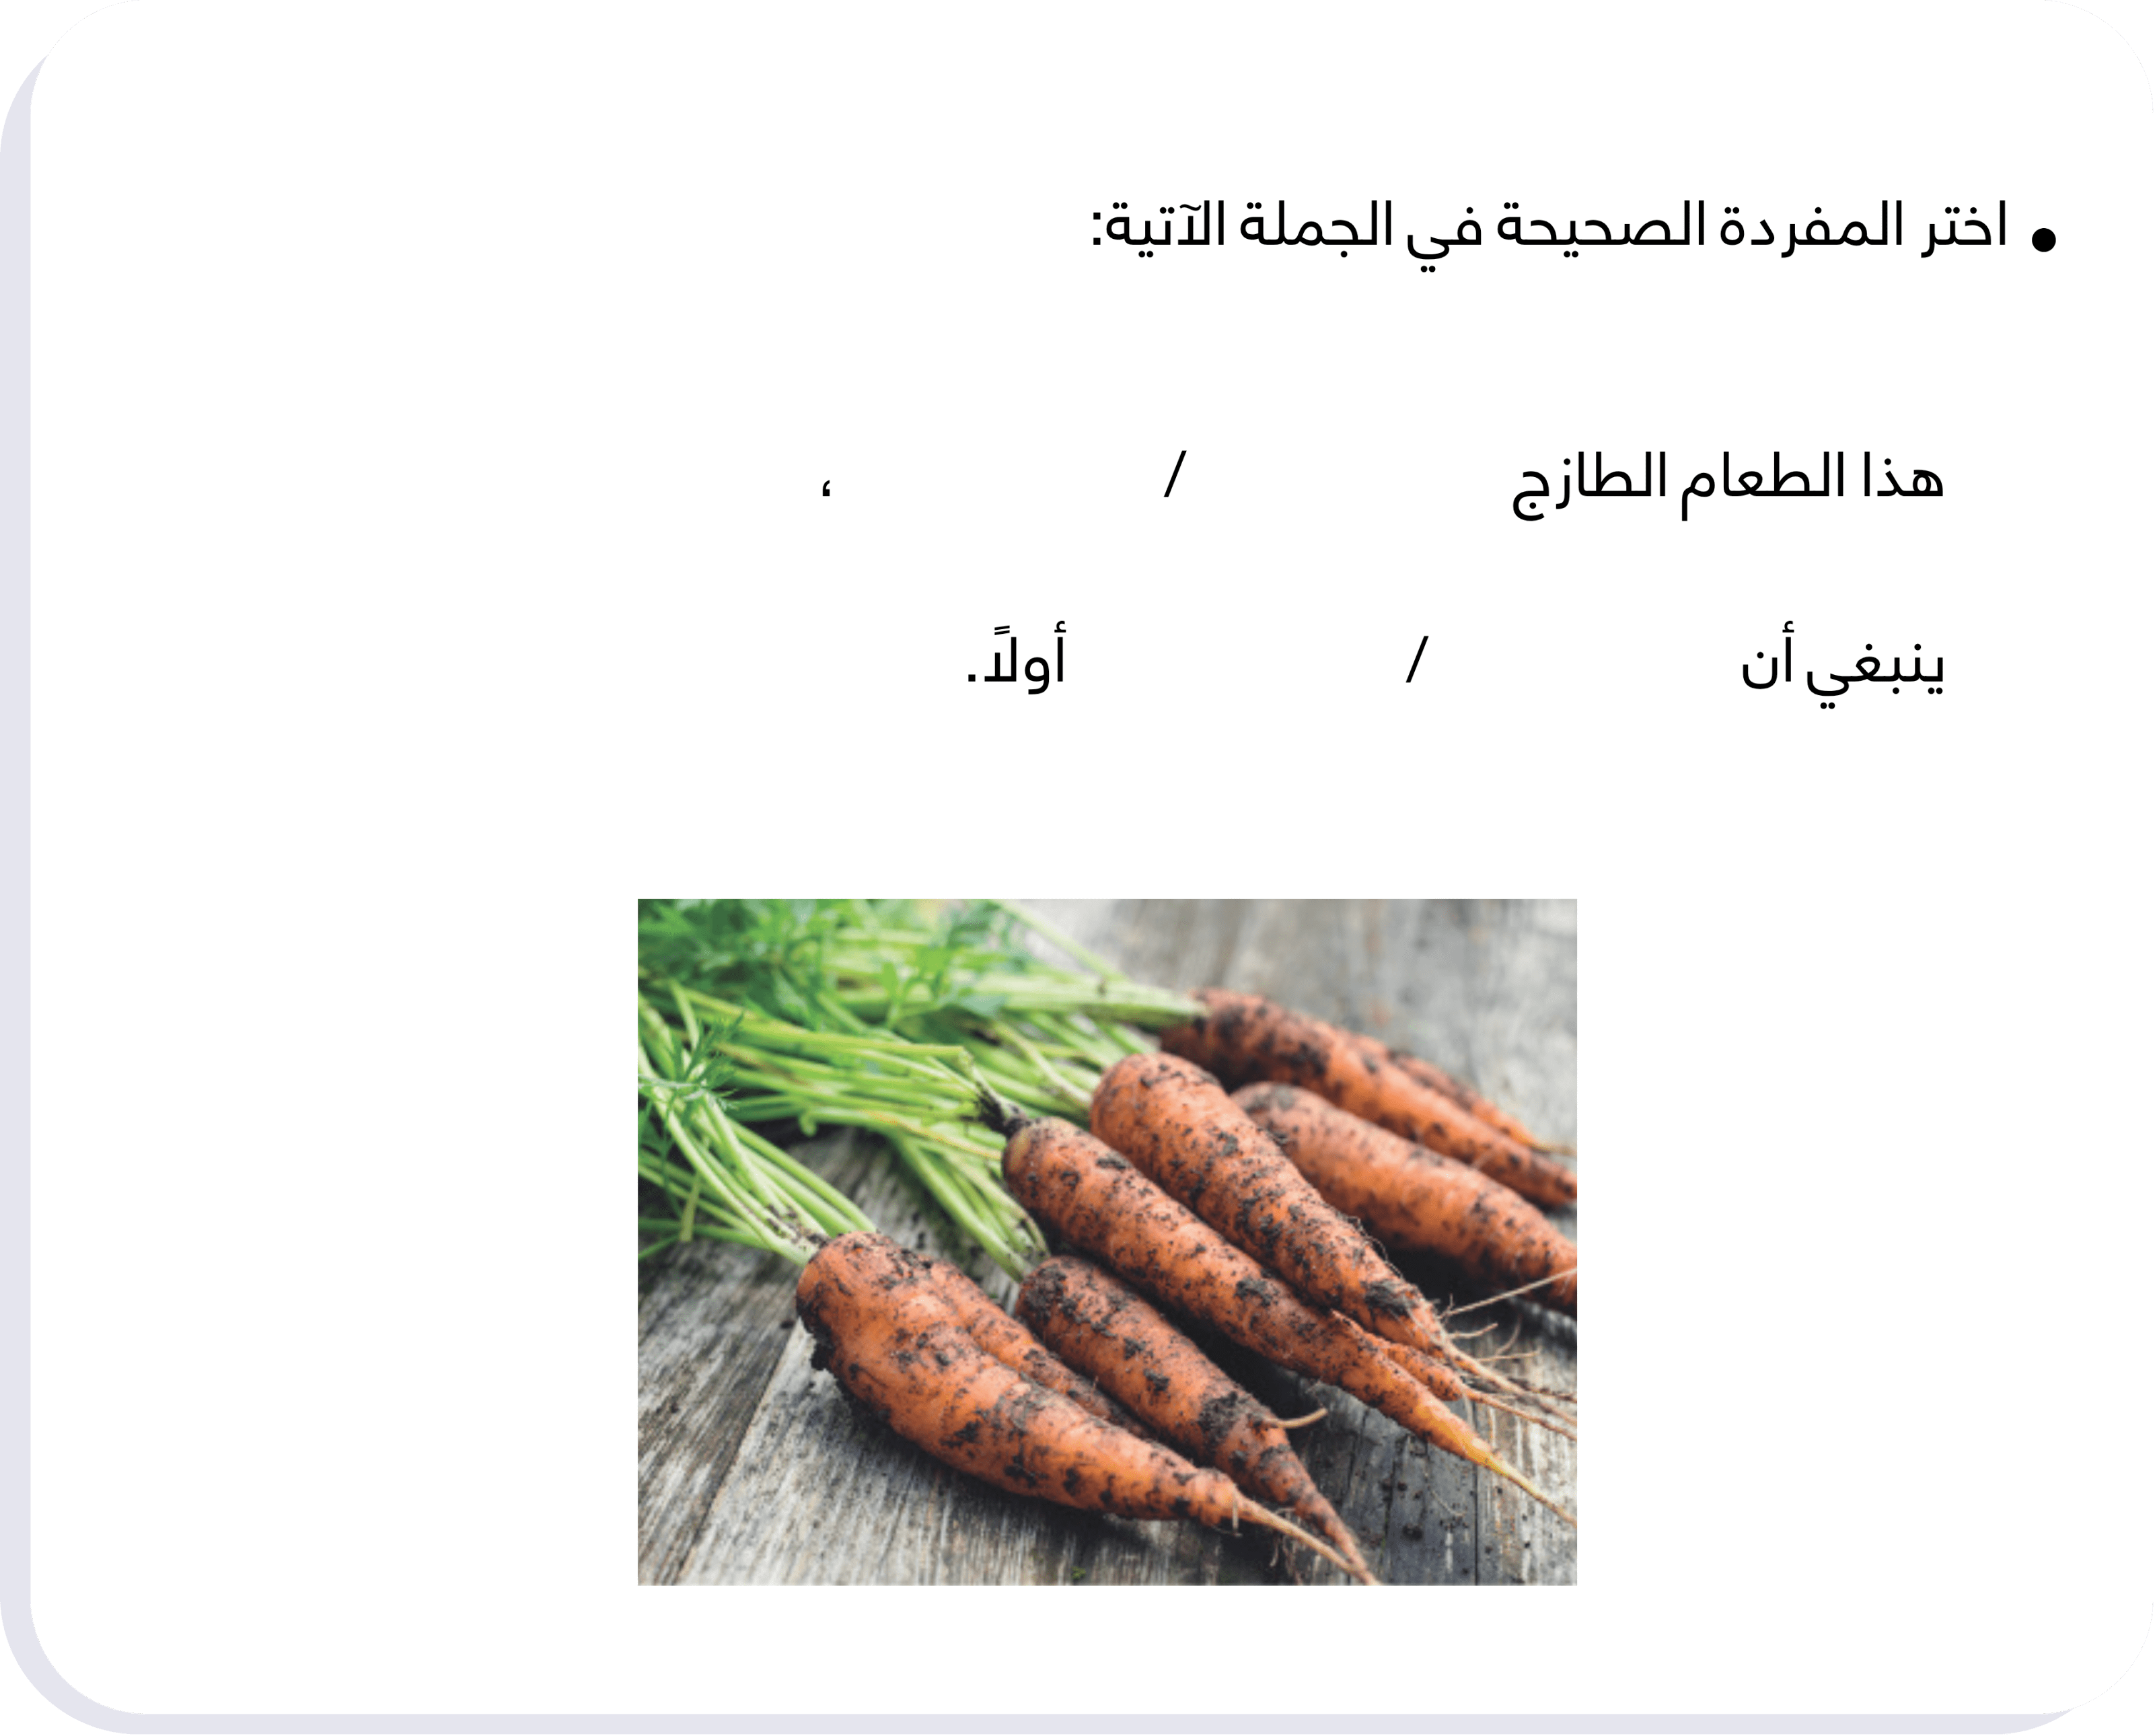 • اختر المفردة الصحيحة في الجملة الآتية:
هذا الطعام الطازج / ،
ينبغي أن / أولاً.